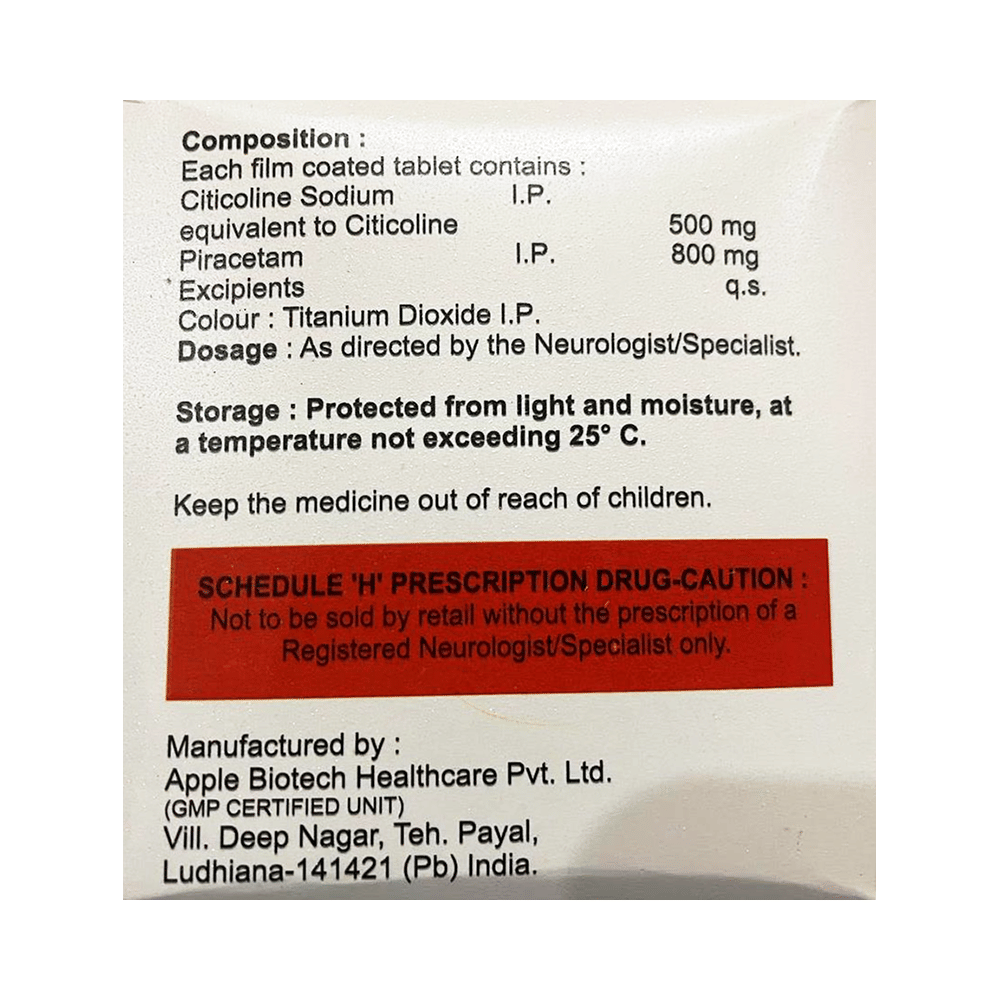 Composition :
Each film coated tablet contains :
Citicoline Sodium I.P.
equivalent to Citicoline 500 mg
Piracetam I.P. 800 mg
Excipients q.s.
Colour : Titanium Dioxide I.P.
Dosage : As directed by the Neurologist/Specialist.
Storage : Protected from light and moisture, at
a temperature not exceeding 25° C.
Keep the medicine out of reach of children.
SCHEDULE 'H' PRESCRIPTION DRUG-CAUTION :
Not to be sold by retail without the prescription of a
Registered Neurologist/Specialist only.
Manufactured by :
Apple Biotech Healthcare Pvt. Ltd.
(GMP CERTIFIED UNIT)
Vill. Deep Nagar, Teh. Payal,
Ludhiana-141421 (Pb) India.